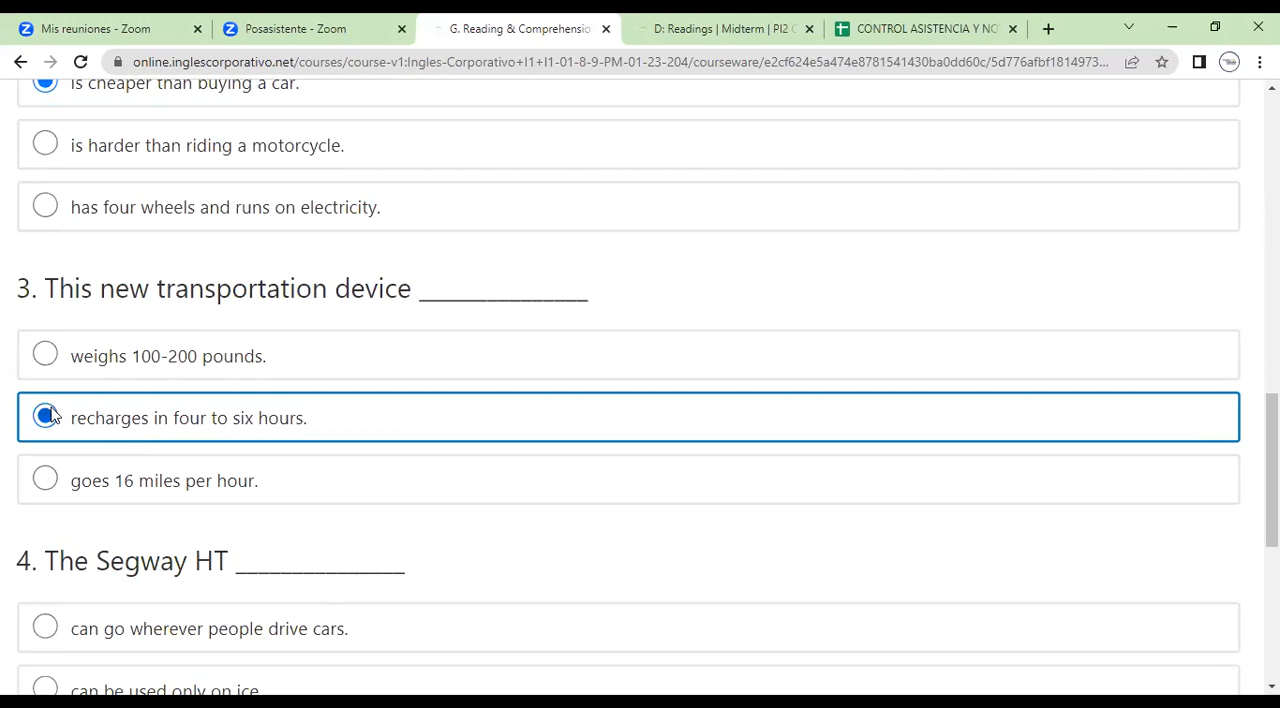 Mis reuniones - Zoom
Posasistente - Zoom
G. Reading & Comprehensio
D: Readings | Midterm | PI2 C
CONTROL ASISTENCIA Y NO
online.inglescorporativo.net/courses/course-v1:Ingles-Corporativo+I1+I1-01-8-9-PM-01-23-204/courseware/e2cf624e5a474e8781541430ba0dd60c/5d776afbf1814973...
is cheaper than buying a car.
is harder than riding a motorcycle.
has four wheels and runs on electricity.
3. This new transportation device _______________
weighs 100-200 pounds.
recharges in four to six hours.
goes 16 miles per hour.
4. The Segway HT _______________
can go wherever people drive cars.
can be used only on ice.